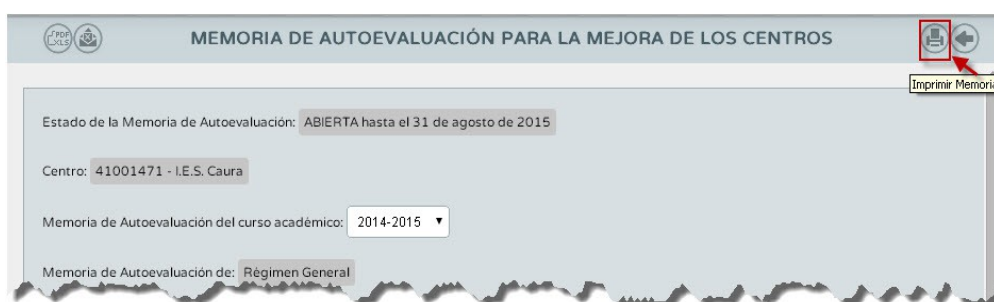 PDF
XLS
MEMORIA DE AUTOEVALUACIÓN PARA LA MEJORA DE LOS CENTROS
Imprimir Memoria
Estado de la Memoria de Autoevaluación: ABIERTA hasta el 31 de agosto de 2015
Centro: 41001471 - I.E.S. Caura
Memoria de Autoevaluación del curso académico: 2014-2015
Memoria de Autoevaluación de: Régimen General